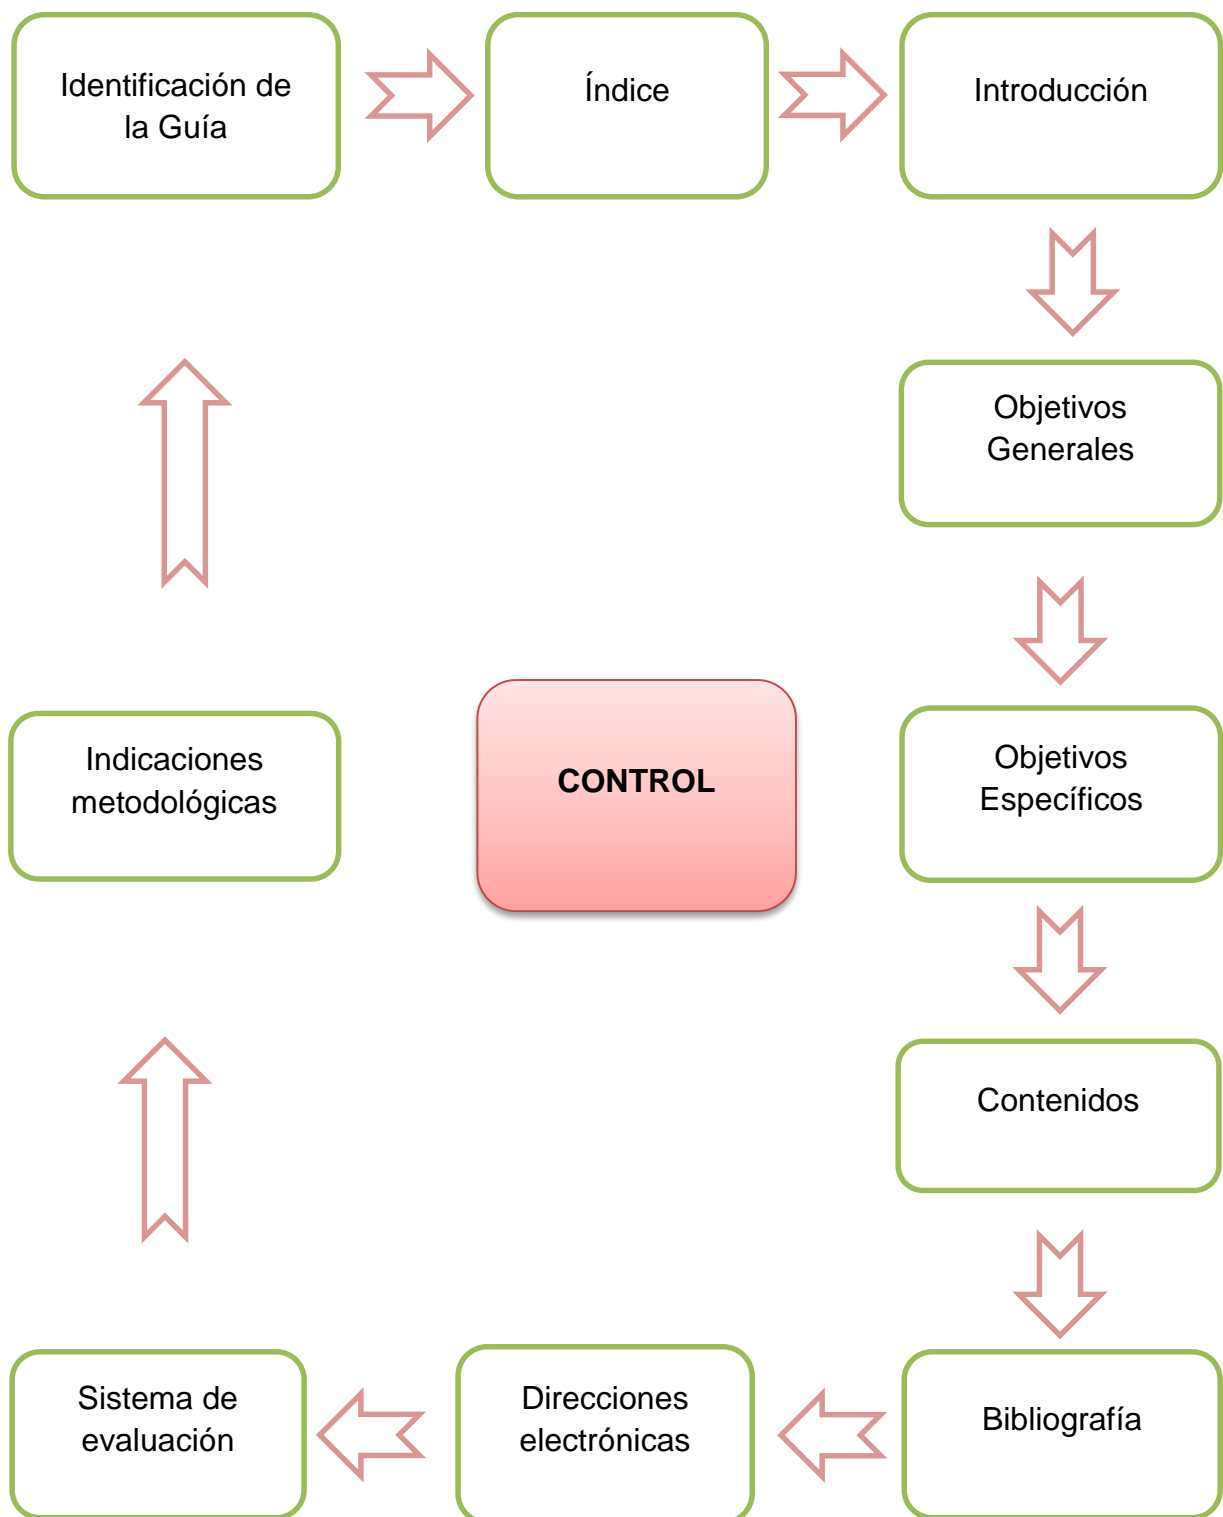 Identificación de
la Guía
Índice
Introducción
Objetivos
Generales
Indicaciones
metodológicas
CONTROL
Objetivos
Específicos
Contenidos
Sistema de
evaluación
Direcciones
electrónicas
Bibliografía